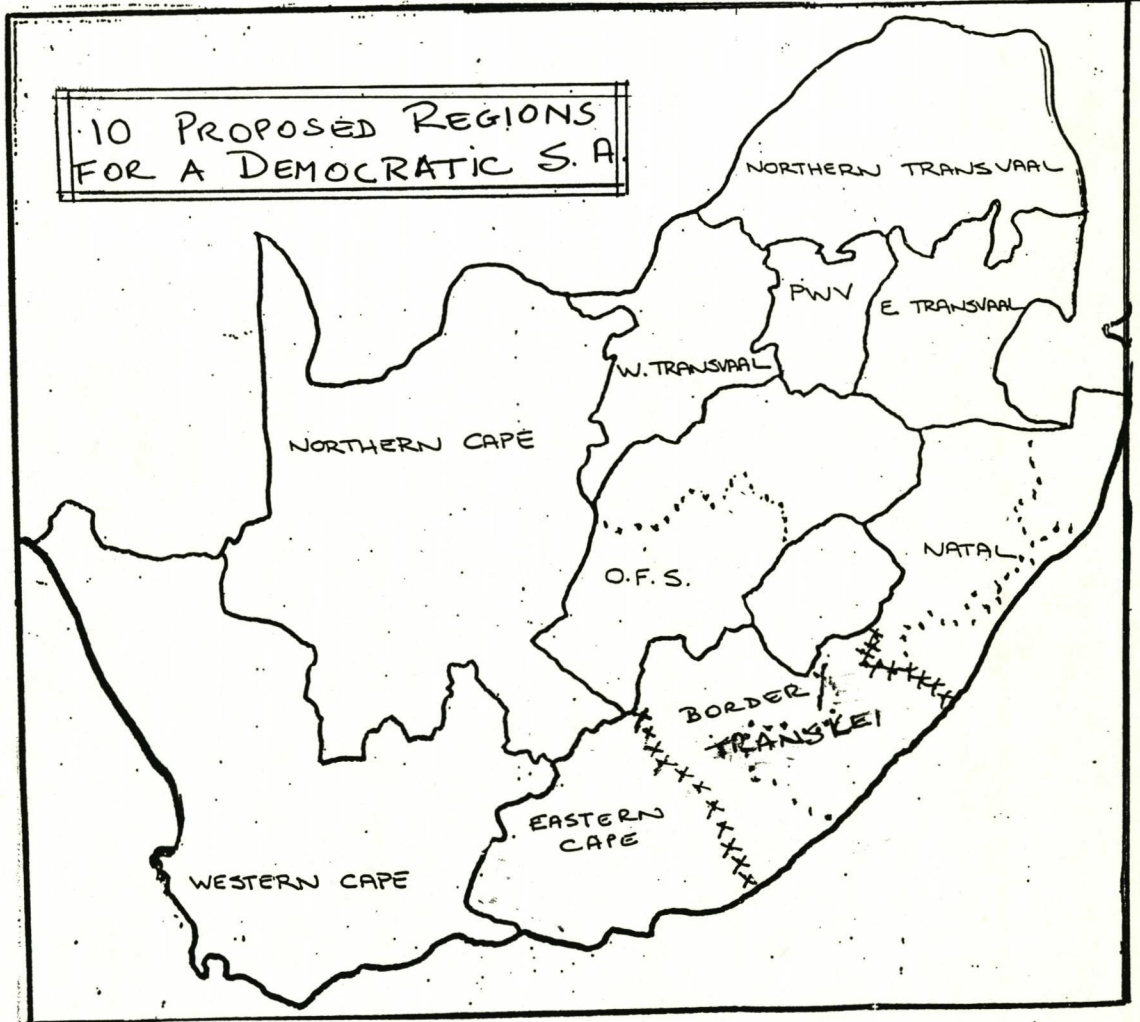 10 PROPOSED REGIONS
FOR A DEMOCRATIC S. A.
NORTHERN TRANSVAAL
PWV
E. TRANSVAAL
W. TRANSVAAL
NORTHERN CAPE
NATAL
O.F.S.
BORDER /
TRANSKEI
EASTERN
CAPE
WESTERN CAPE